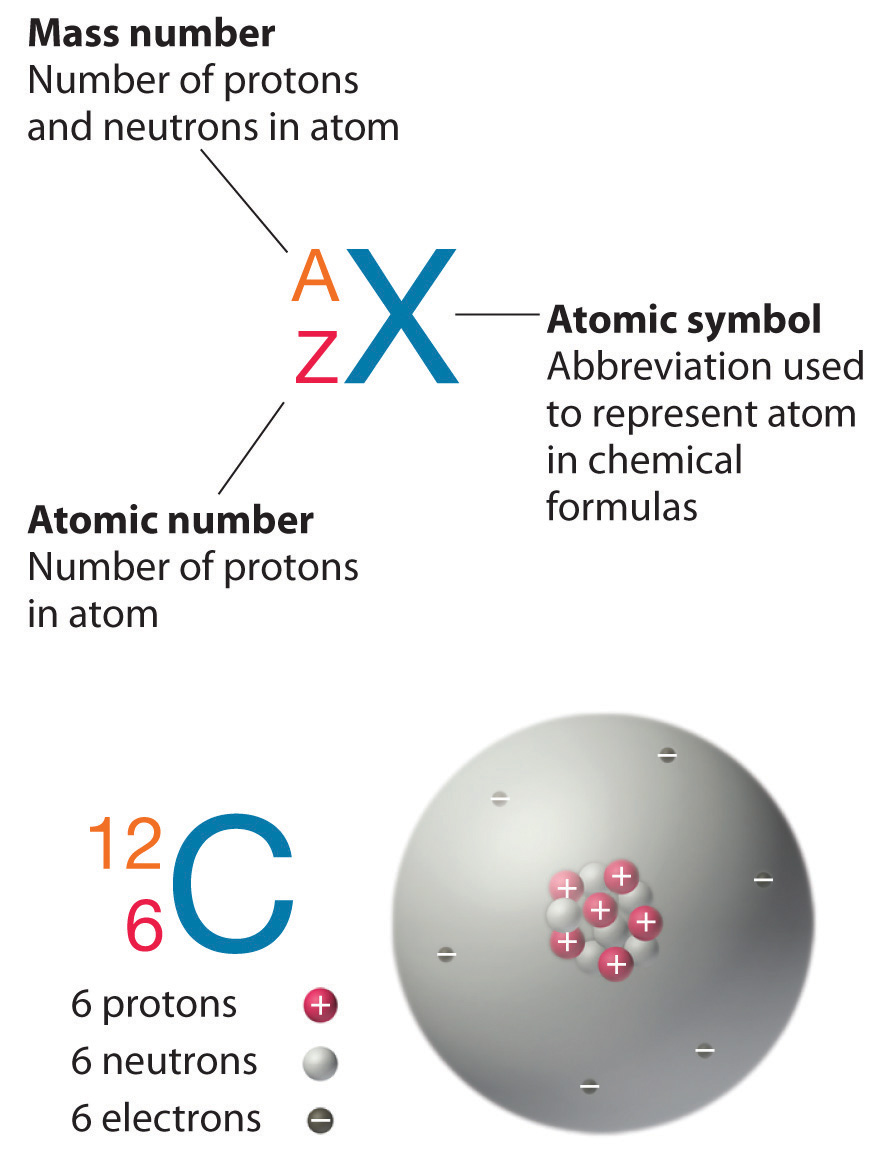 Mass number
Number of protons
and neutrons in atom
A
X
Z
Atomic symbol
Abbreviation used
to represent atom
in chemical
formulas
Atomic number
Number of protons
in atom
12
C
6
6 protons +
6 neutrons
6 electrons −
−
−
−
−
−
−
+
+
+
+
+
+